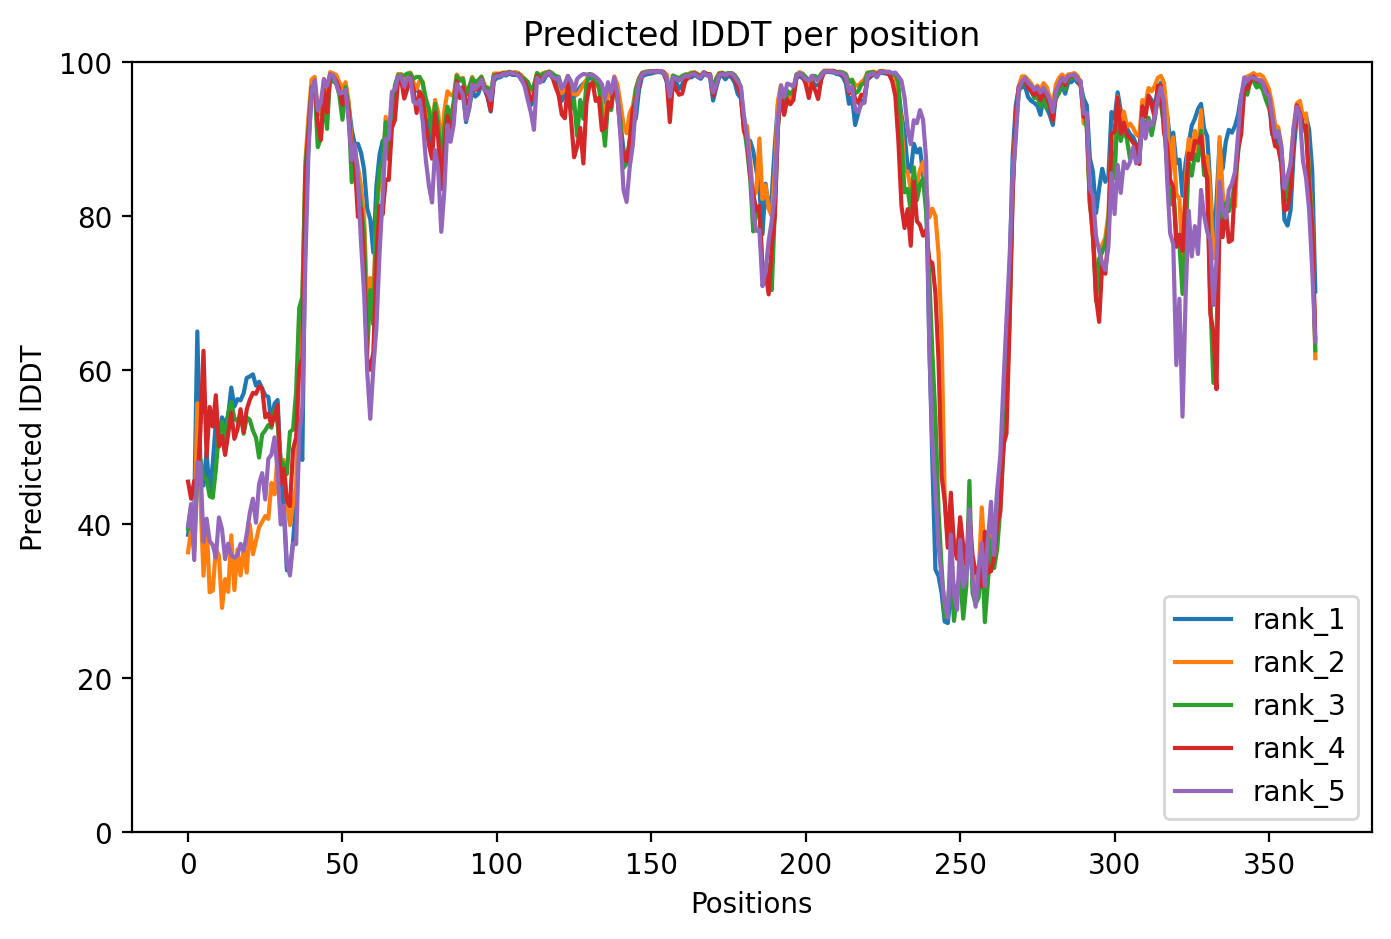 Predicted lDDT per position
100
80
60
40
20
0
Predicted lDDT
0 50 100 150 200 250 300 350
Positions
rank_1
rank_2
rank_3
rank_4
rank_5